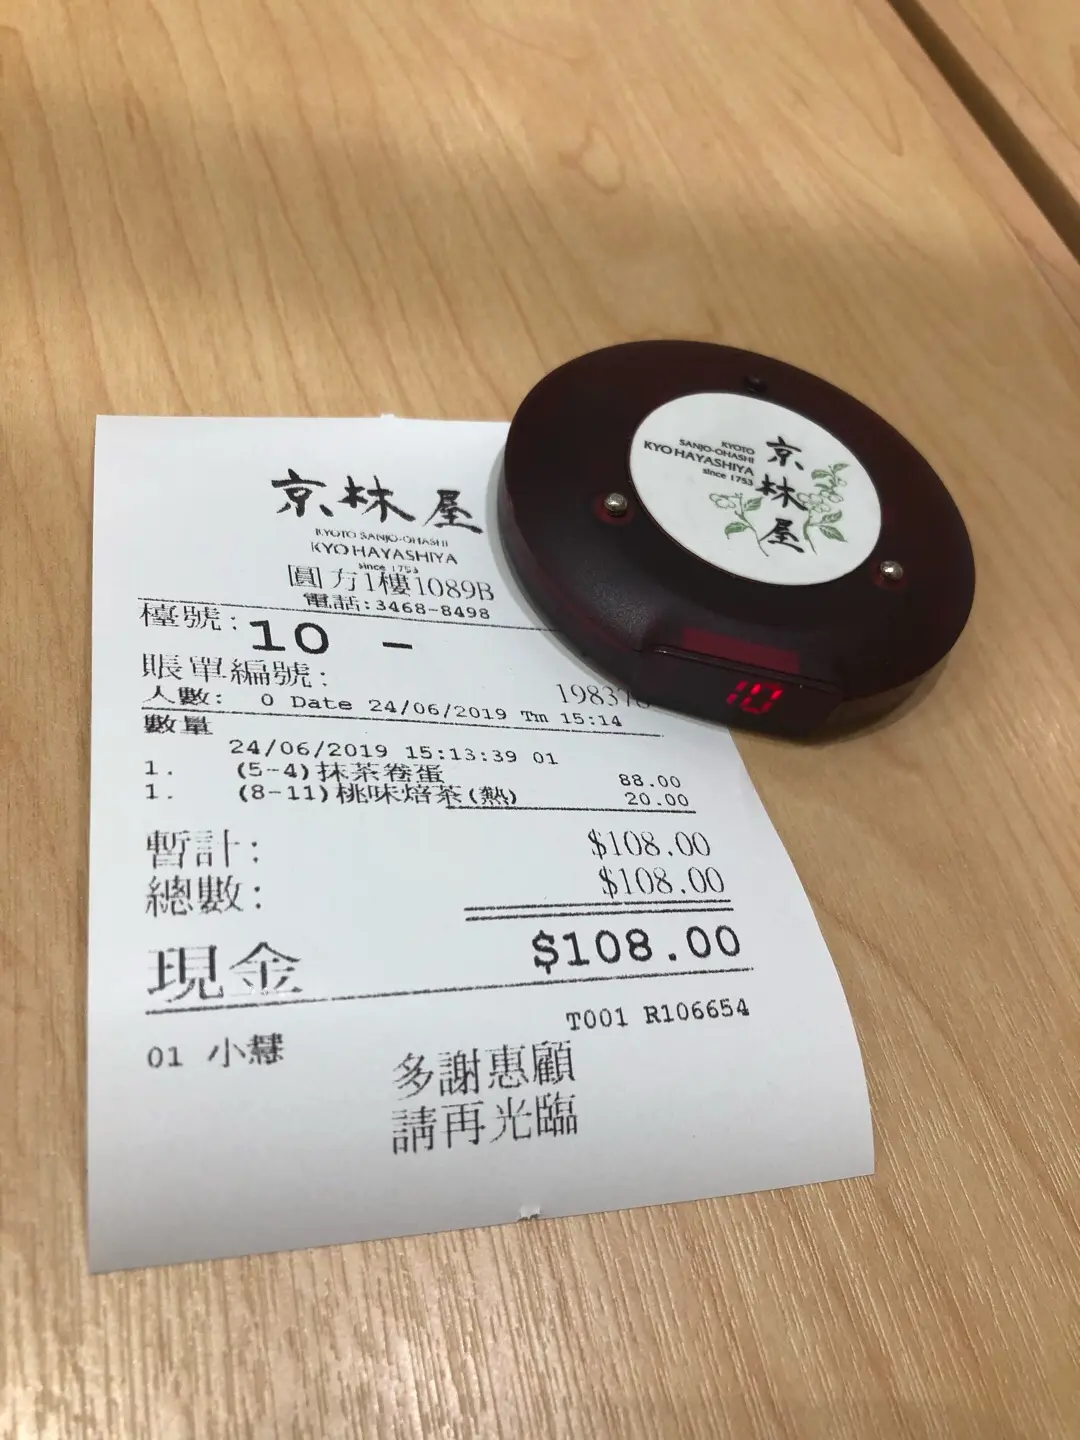 京林屋
KYOTO SANJO-OHASHI
KYO HAYASHIYA
since 1753
圓方1樓1089B
電話:3468-8498
檯號: 10 -
賬單編號: 19837
人數: 0 Date 24/06/2019 Tm 15:14
數量
24/06/2019 15:13:39 01
1. (5-4)抹茶卷蛋 88.00
1. (8-11)桃味焙茶(熱) 20.00
暫計: $108.00
總數: $108.00
現金 $108.00
T001 R106654
01 小慧
多謝惠顧
請再光臨
KYOTO
SANJO-OHASHI
KYO HAYASHIYA
since 1753
京林屋
10